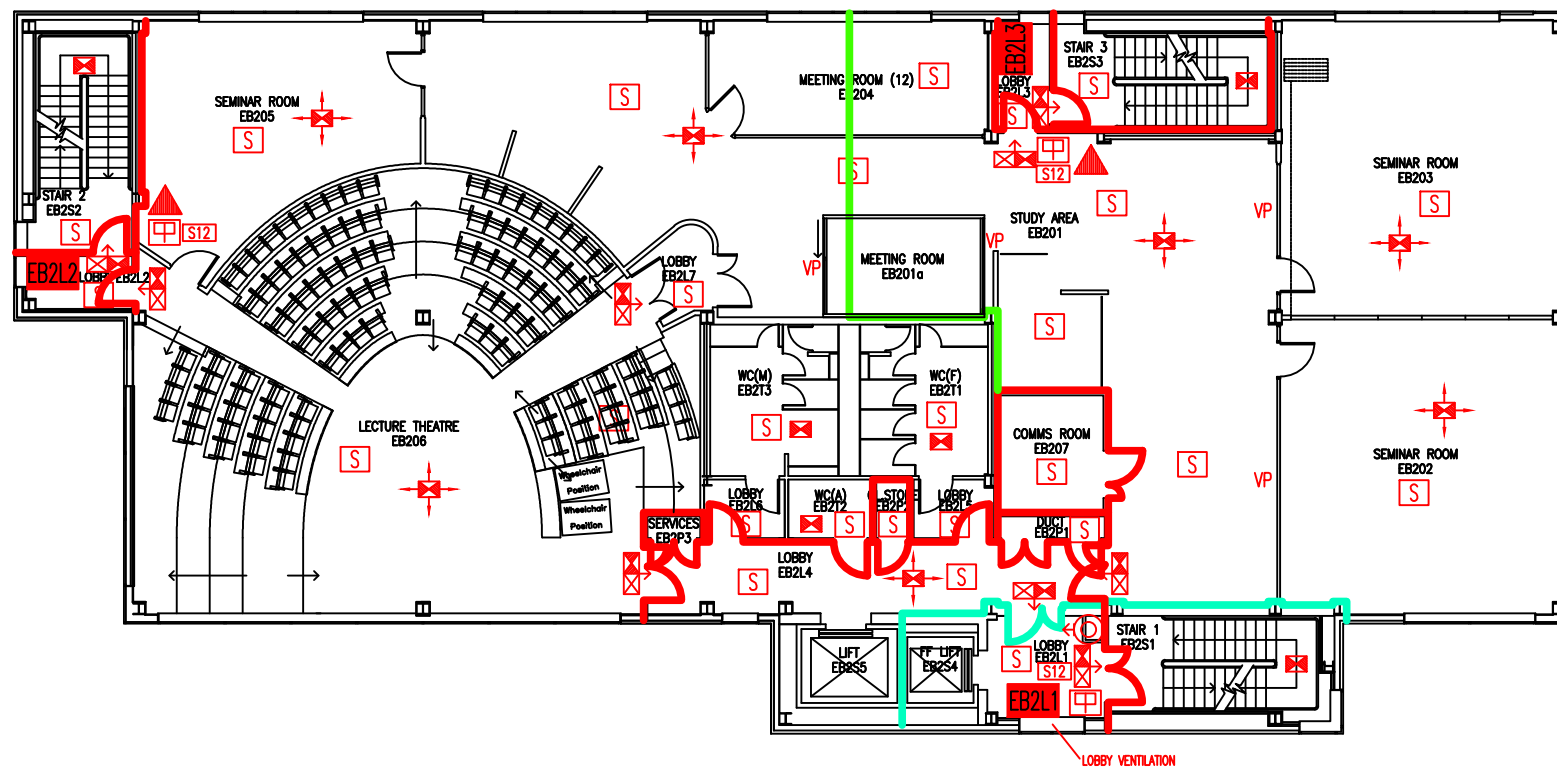 EB2L3
STAIR 3
EB2S3
LOBBY
EB2L3
S
S
MEETING ROOM (12)
EB204
S
SEMINAR ROOM
EB205
S
S
S
S12
SEMINAR ROOM
EB203
S
STAIR 2
EB2S2
S
S12
EB2L2
LOBBY EB2L2
S
LOBBY
EB2L7
S
VP
MEETING ROOM
EB201a
VP
STUDY AREA
EB201
S
VP
S
WC(M)
EB2T3
S
WC(F)
EB2T1
S
LECTURE THEATRE
EB206
S
S
COMMS ROOM
EB207
S
S
VP
SEMINAR ROOM
EB202
S
Wheelchair
Position
Wheelchair
Position
SERVICES
EB2P3
LOBBY
EB2L6
S
WC(A)
EB2T2
S
EB2P2
S
LOBBY
EB2L5
S
DUCT
EB2P1
S
LOBBY
EB2L4
S
S
LIFT
EB2S5
FF LIFT
EB2S4
LOBBY
EB2L1
S
S12
STAIR 1
EB2S1
EB2L1
LOBBY VENTILATION